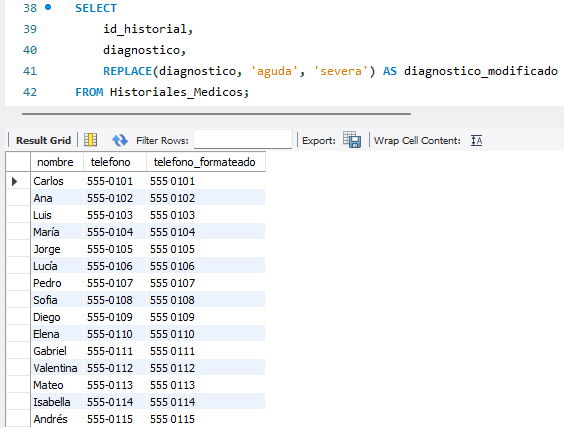 38 SELECT
39 id_historial,
40 diagnostico,
41 REPLACE(diagnostico, 'aguda', 'severa') AS diagnostico_modificado
42 FROM Historiales_Medicos;
Result Grid Filter Rows: Export: Wrap Cell Content:
nombre telefono telefono_formateado
Carlos 555-0101 555 0101
Ana 555-0102 555 0102
Luis 555-0103 555 0103
María 555-0104 555 0104
Jorge 555-0105 555 0105
Lucía 555-0106 555 0106
Pedro 555-0107 555 0107
Sofia 555-0108 555 0108
Diego 555-0109 555 0109
Elena 555-0110 555 0110
Gabriel 555-0111 555 0111
Valentina 555-0112 555 0112
Mateo 555-0113 555 0113
Isabella 555-0114 555 0114
Andrés 555-0115 555 0115